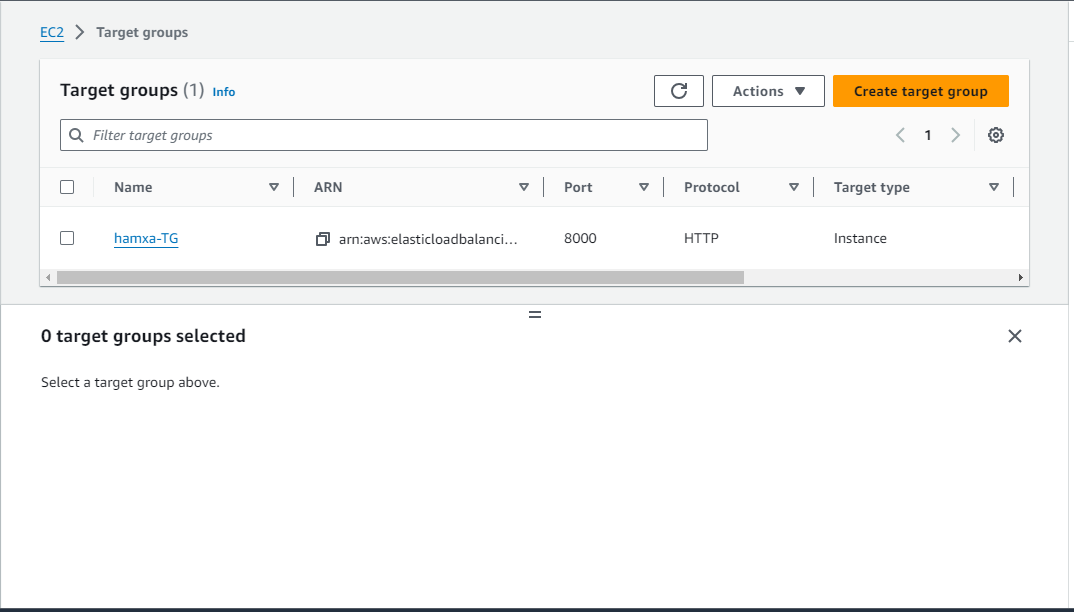 EC2 > Target groups
Target groups (1) Info
Actions
Create target group
Filter target groups
1
Name ARN Port Protocol Target type
hamxa-TG arn:aws:elasticloadbalanci... 8000 HTTP Instance
0 target groups selected
Select a target group above.